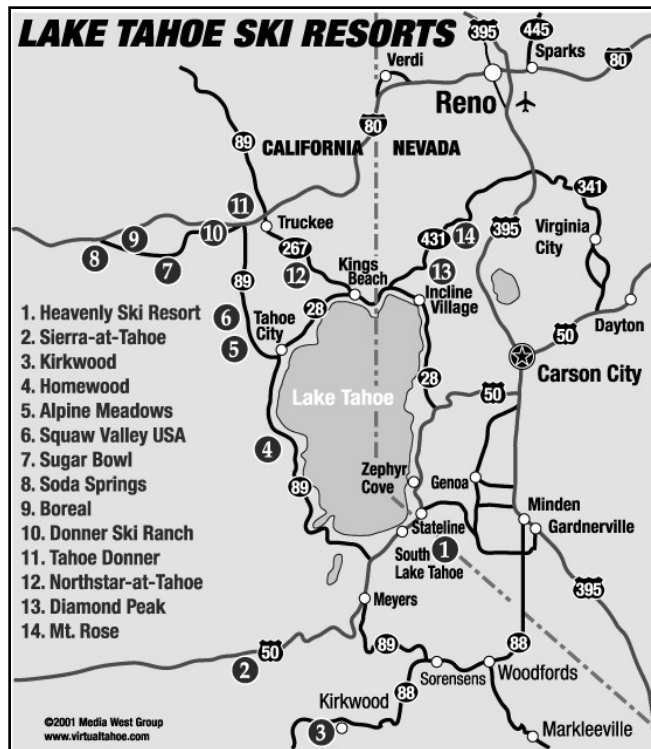 LAKE TAHOE SKI RESORTS
395
445
Sparks
80
Verdi
Reno
89
80
CALIFORNIA
NEVADA
341
11
Truckee
10
9
8
7
267
12
431
14
395
Virginia City
13
Kings Beach
Incline Village
89
6
5
Tahoe City
28
Dayton
50
Carson City
28
50
Lake Tahoe
4
89
Zephyr Cove
Genoa
Minden
Gardnerville
Stateline
1
South Lake Tahoe
395
Meyers
50
2
89
88
Sorensens
Woodfords
88
Kirkwood
3
Markleeville
1. Heavenly Ski Resort
2. Sierra-at-Tahoe
3. Kirkwood
4. Homewood
5. Alpine Meadows
6. Squaw Valley USA
7. Sugar Bowl
8. Soda Springs
9. Boreal
10. Donner Ski Ranch
11. Tahoe Donner
12. Northstar-at-Tahoe
13. Diamond Peak
14. Mt. Rose
©2001 Media West Group
www.virtualtahoe.com